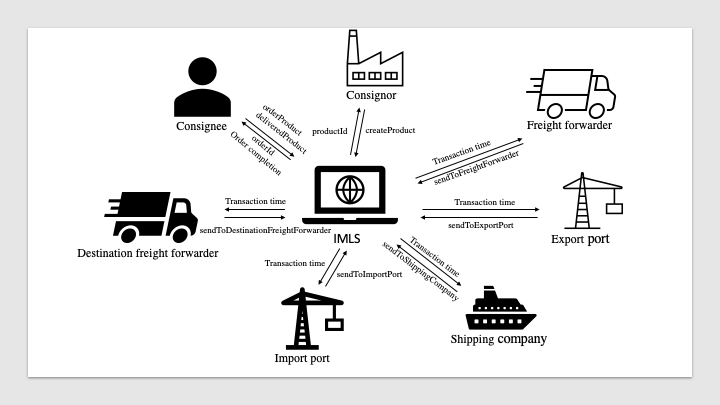 Consignor
Consignee
Freight forwarder
orderProduct
deliveredProduct
orderId
Order completion
productId
createProduct
Transaction time
sendToFreightForwarder
Transaction time
sendToDestinationFreightForwarder
Destination freight forwarder
IMLS
Transaction time
sendToExportPort
Export port
Transaction time
sendToImportPort
Import port
Transaction time
sendToShippingCompany
Shipping company